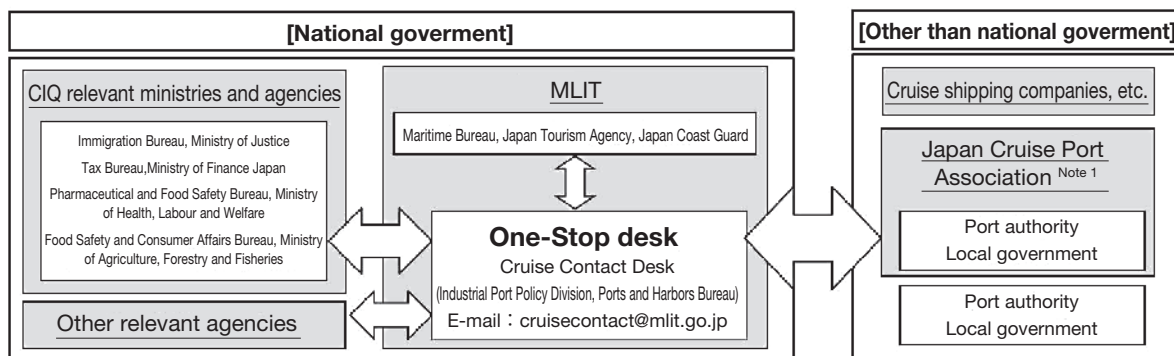 [National goverment]
CIQ relevant ministries and agencies
Immigration Bureau, Ministry of Justice
Tax Bureau,Ministry of Finance Japan
Pharmaceutical and Food Safety Bureau, Ministry
of Health, Labour and Welfare
Food Safety and Consumer Affairs Bureau, Ministry
of Agriculture, Forestry and Fisheries
Other relevant agencies
MLIT
Maritime Bureau, Japan Tourism Agency, Japan Coast Guard
One-Stop desk
Cruise Contact Desk
(Industrial Port Policy Division, Ports and Harbors Bureau)
E-mail：cruisecontact@mlit.go.jp
[Other than national goverment]
Cruise shipping companies, etc.
Japan Cruise Port
Association Note 1
Port authority
Local government
Port authority
Local government